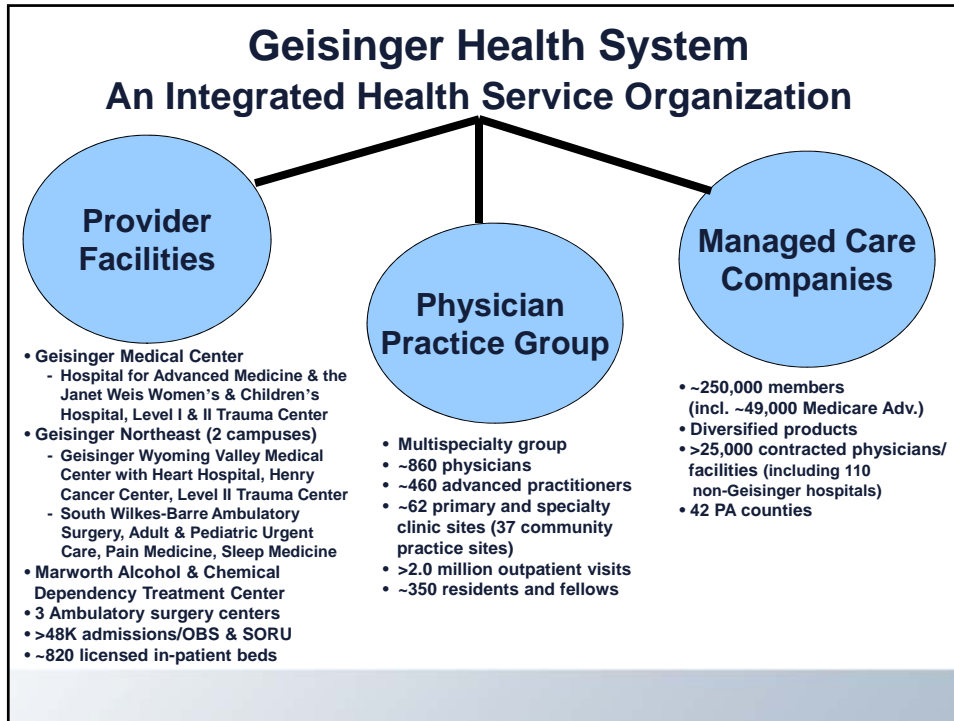 Geisinger Health System
An Integrated Health Service Organization
Provider
Facilities
• Geisinger Medical Center
- Hospital for Advanced Medicine & the
Janet Weis Women's & Children's
Hospital, Level I & II Trauma Center
• Geisinger Northeast (2 campuses)
- Geisinger Wyoming Valley Medical
Center with Heart Hospital, Henry
Cancer Center, Level II Trauma Center
- South Wilkes-Barre Ambulatory
Surgery, Adult & Pediatric Urgent
Care, Pain Medicine, Sleep Medicine
• Marworth Alcohol & Chemical
Dependency Treatment Center
• 3 Ambulatory surgery centers
• >48K admissions/OBS & SORU
• ~820 licensed in-patient beds
Physician
Practice Group
• Multispecialty group
• ~860 physicians
• ~460 advanced practitioners
• ~62 primary and specialty
clinic sites (37 community
practice sites)
• >2.0 million outpatient visits
• ~350 residents and fellows
Managed Care
Companies
• ~250,000 members
(incl. ~49,000 Medicare Adv.)
• Diversified products
• >25,000 contracted physicians/
facilities (including 110
non-Geisinger hospitals)
• 42 PA counties